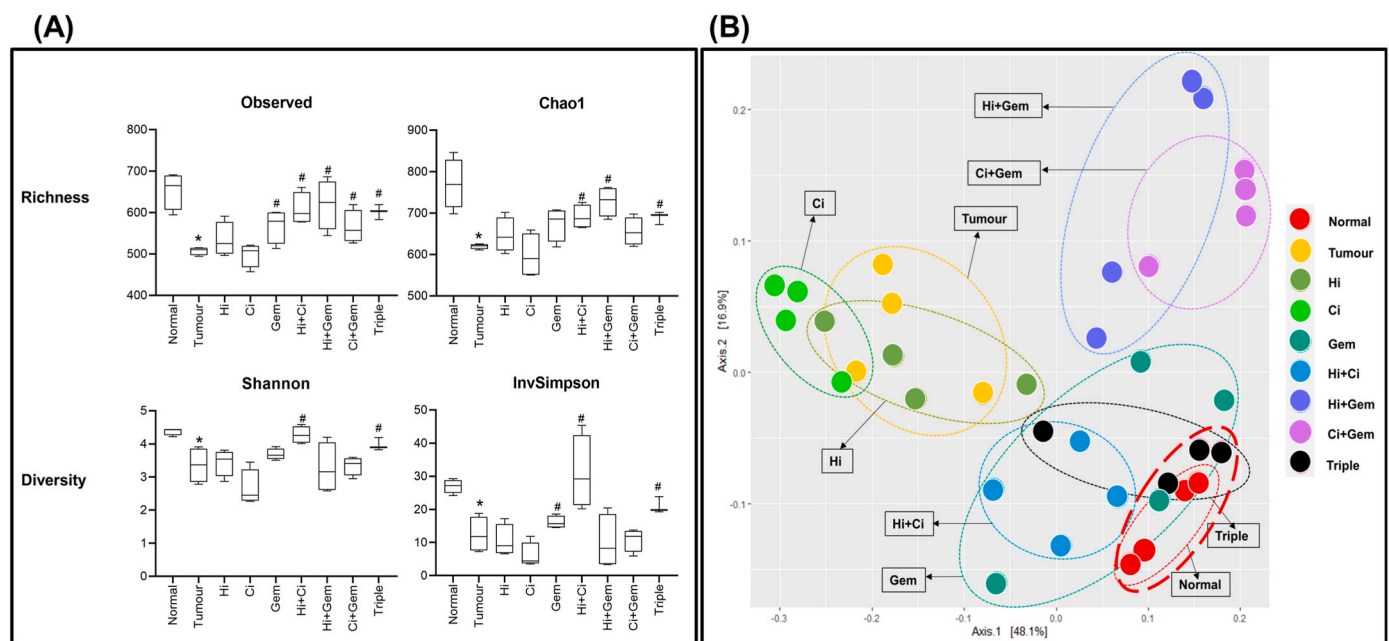 (A)
(B)
Observed
Chao1
Richness
800
700
600
500
400
*
#
#
#
#
#
Normal
Tumour
Hi
Ci
Gem
Hi+Ci
Hi+Gem
Ci+Gem
Triple
900
800
700
600
500
*
#
#
#
Normal
Tumour
Hi
Ci
Gem
Hi+Ci
Hi+Gem
Ci+Gem
Triple
Shannon
InvSimpson
Diversity
5
4
3
2
1
0
*
#
#
Normal
Tumour
Hi
Ci
Gem
Hi+Ci
Hi+Gem
Ci+Gem
Triple
50
40
30
20
10
0
*
#
#
#
Normal
Tumour
Hi
Ci
Gem
Hi+Ci
Hi+Gem
Ci+Gem
Triple
Axis.2 [16.9%]
0.2
0.1
0.0
-0.1
Hi+Gem
Ci+Gem
Ci
Tumour
Hi
Hi+Ci
Gem
Triple
Normal
-0.3
-0.2
-0.1
0.0
0.1
0.2
Axis.1 [48.1%]
Normal
Tumour
Hi
Ci
Gem
Hi+Ci
Hi+Gem
Ci+Gem
Triple